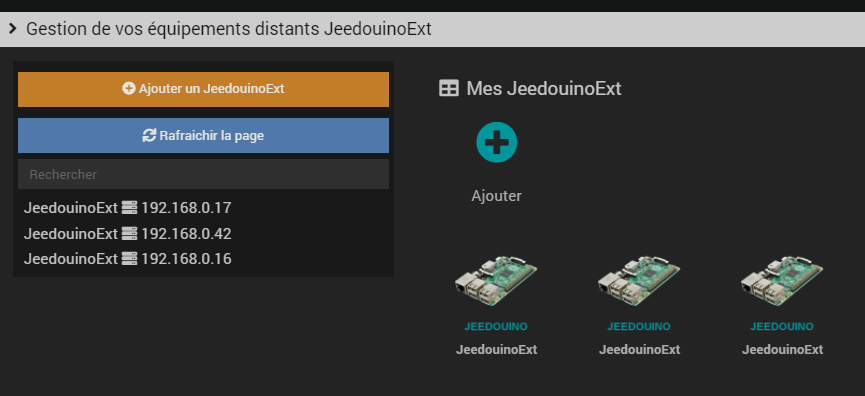 Gestion de vos équipements distants JeedouinoExt
Ajouter un JeedouinoExt
Rafraichir la page
Rechercher
JeedouinoExt 192.168.0.17
JeedouinoExt 192.168.0.42
JeedouinoExt 192.168.0.16
Mes JeedouinoExt
Ajouter
JEEDOUINO JEEDOUINO JEEDOUINO
JeedouinoExt JeedouinoExt JeedouinoExt